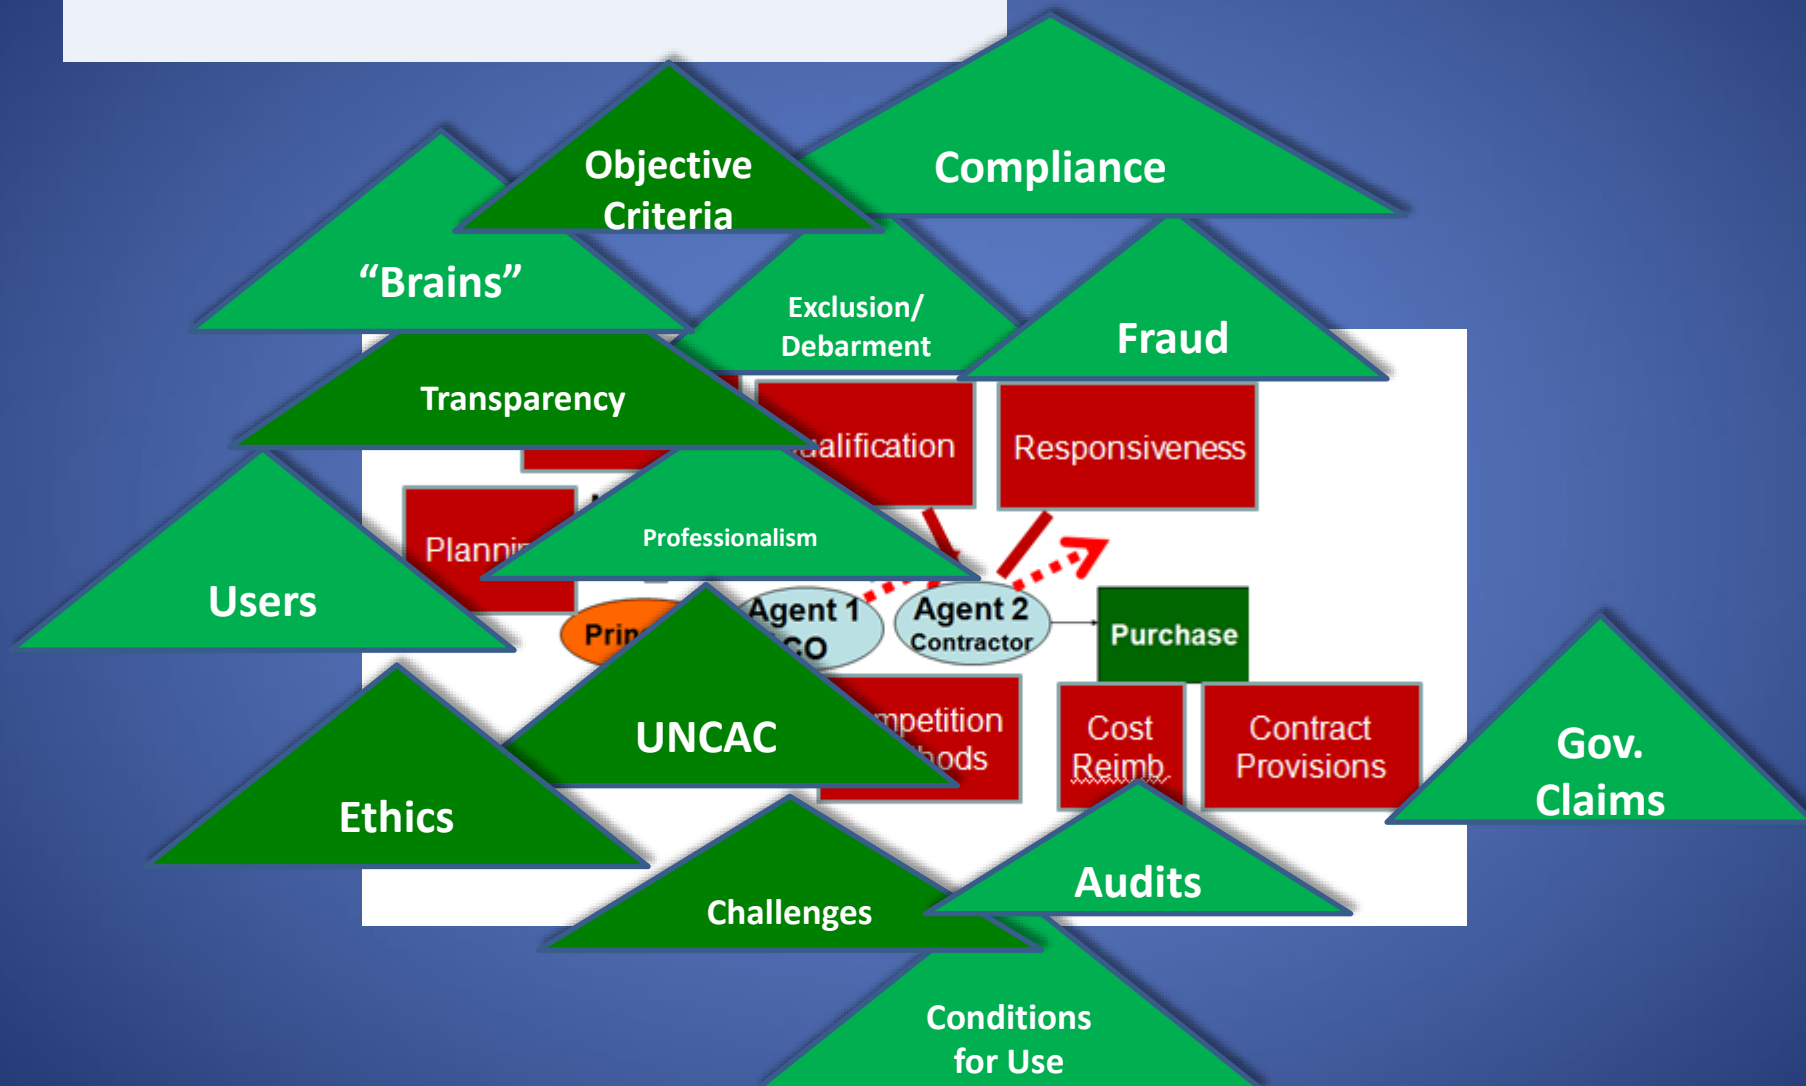 Objective
Criteria
Compliance
“Brains”
Exclusion/
Debarment
Fraud
Transparency
Responsiveness
Professionalism
Users
Agent 1
Agent 2
Contractor
Purchase
UNCAC
Cost
Reimb.
Contract
Provisions
Gov.
Claims
Ethics
Audits
Challenges
Conditions
for Use